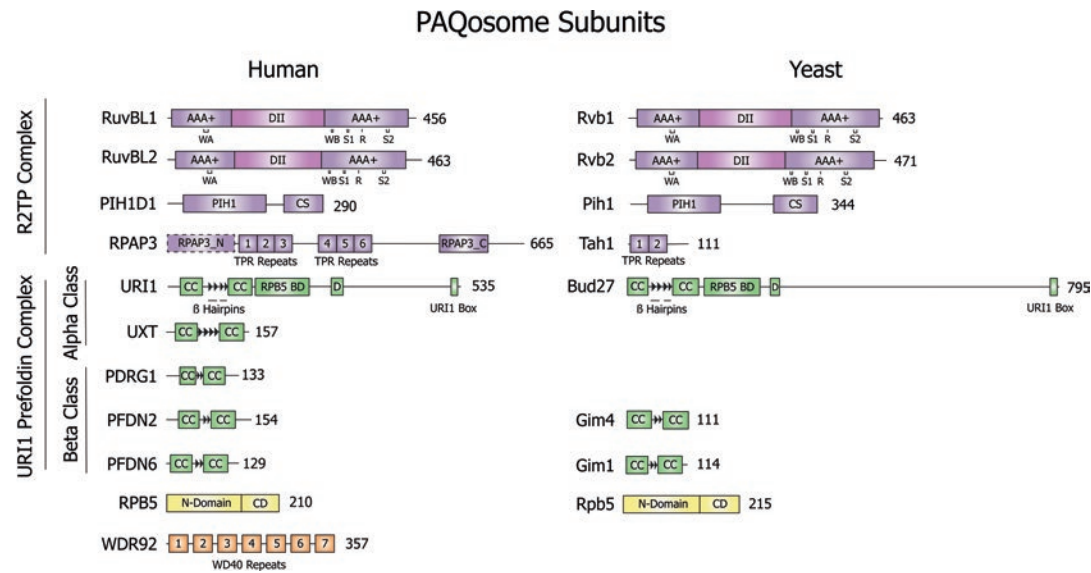 PAQosome Subunits
Human
Yeast
R2TP Complex
RuvBL1 AAA+ DII AAA+ 456
WA WB S1 R S2
RuvBL2 AAA+ DII AAA+ 463
WA WB S1 R S2
PIH1D1 PIH1 CS 290
RPAP3 RPAP3_N 1 2 3 4 5 6 RPAP3_C 665
TPR Repeats TPR Repeats
Rvb1 AAA+ DII AAA+ 463
WA WB S1 R S2
Rvb2 AAA+ DII AAA+ 471
WA WB S1 R S2
Pih1 PIH1 CS 344
Tah1 1 2 111
TPR Repeats
URI1 Prefoldin Complex
Alpha Class
URI1 CC CC RPB5 BD D 535
ß Hairpins URI1 Box
UXT CC CC 157
Bud27 CC CC RPB5 BD D 795
ß Hairpins URI1 Box
Beta Class
PDRG1 CC CC 133
PFDN2 CC CC 154
PFDN6 CC CC 129
Gim4 CC CC 111
Gim1 CC CC 114
RPB5 N-Domain CD 210
Rpb5 N-Domain CD 215
WDR92 1 2 3 4 5 6 7 357
WD40 Repeats